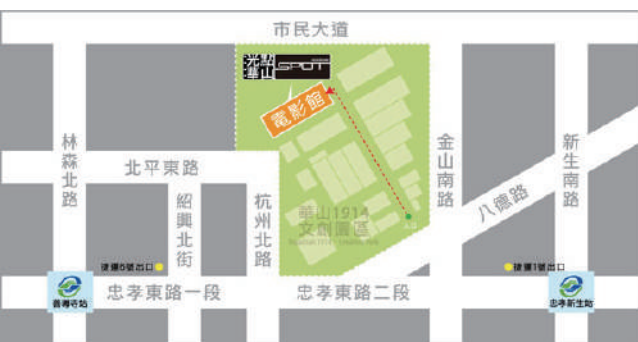 市民大道
光點
華山
SPOT
電影館
林森北路
北平東路
紹興北街
杭州北路
金山南路
新生南路
八德路
華山1914
文創園區
入口
捷運6號出口
捷運1號出口
善導寺站
忠孝東路一段
忠孝東路二段
忠孝新生站